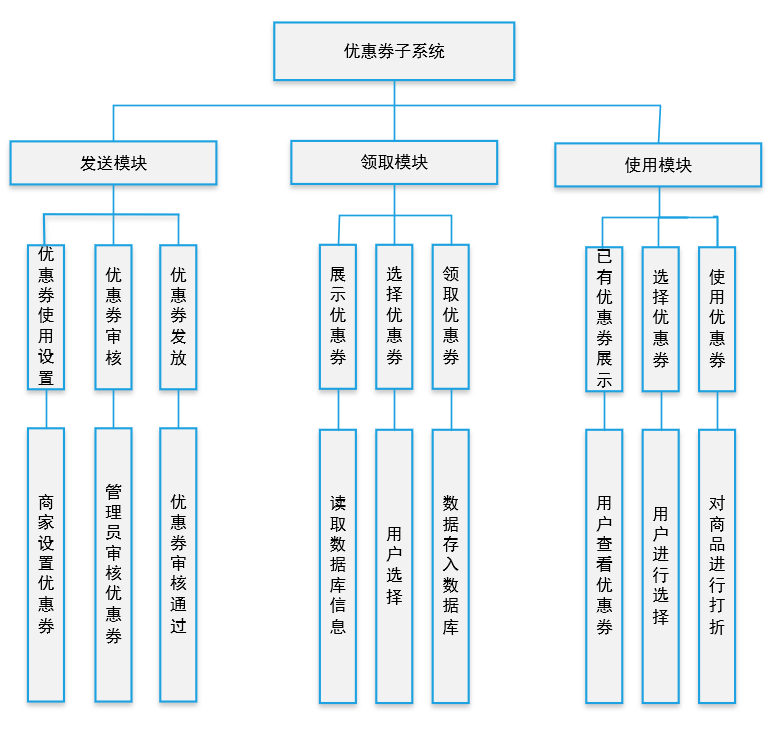 优惠券子系统
发送模块
领取模块
使用模块
优惠券使用设置
优惠券审核
优惠券发放
展示优惠券
选择优惠券
领取优惠券
已有优惠券展示
选择优惠券
使用优惠券
商家设置优惠券
管理员审核优惠券
优惠券审核通过
读取数据库信息
用户选择
数据存入数据库
用户查看优惠券
用户进行选择
对商品进行打折